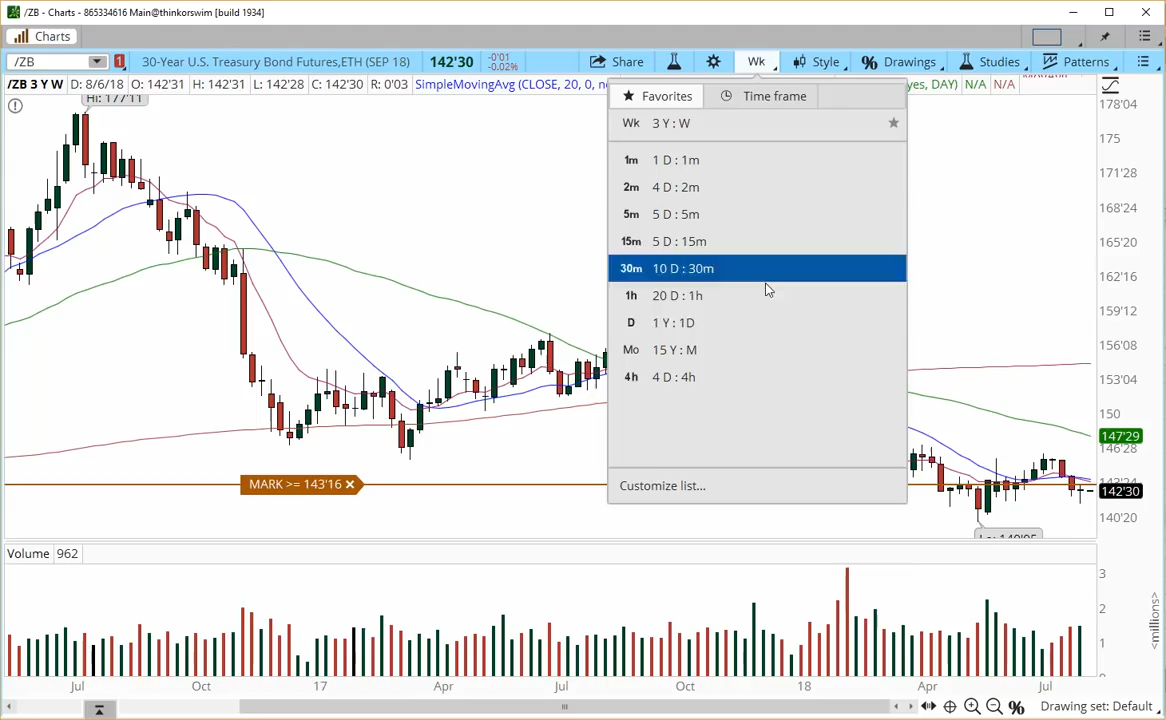 /ZB - Charts - 865334616 Main@thinkorswim [build 1934]
Charts
/ZB 1 30-Year U.S. Treasury Bond Futures,ETH (SEP 18) 142'30 -0'01 -0.02% Share Wk Style Drawings Studies Patterns
/ZB 3 Y W D: 8/6/18 O: 142'31 H: 142'31 L: 142'28 C: 142'30 R: 0'03 SimpleMovingAvg (CLOSE, 20, 0, no yes, DAY) N/A N/A
Hi: 177'11
Favorites Time frame
Wk 3 Y : W
1m 1 D : 1m
2m 4 D : 2m
5m 5 D : 5m
15m 5 D : 15m
30m 10 D : 30m
1h 20 D : 1h
D 1 Y : 1D
Mo 15 Y : M
4h 4 D : 4h
Customize list...
178'04
175
171'28
168'24
165'20
162'16
159'12
156'08
153'04
150
147'29
146'28
142'30
140'20
MARK >= 143'16
Volume 962
3
2
1
<millions>
Jul Oct 17 Apr Jul Oct 18 Apr Jul
Drawing set: Default